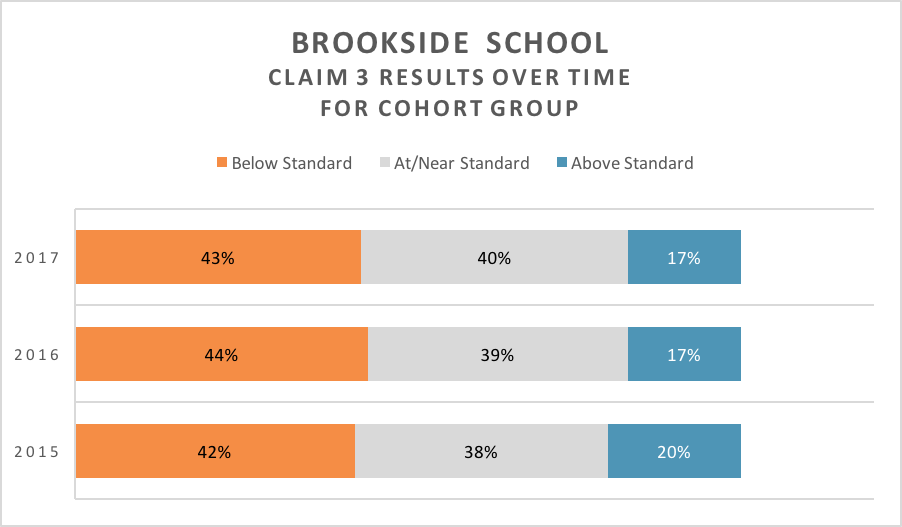 BROOKSIDE SCHOOL
CLAIM 3 RESULTS OVER TIME
FOR COHORT GROUP
Below Standard At/Near Standard Above Standard
2017 43% 40% 17%
2016 44% 39% 17%
2015 42% 38% 20%